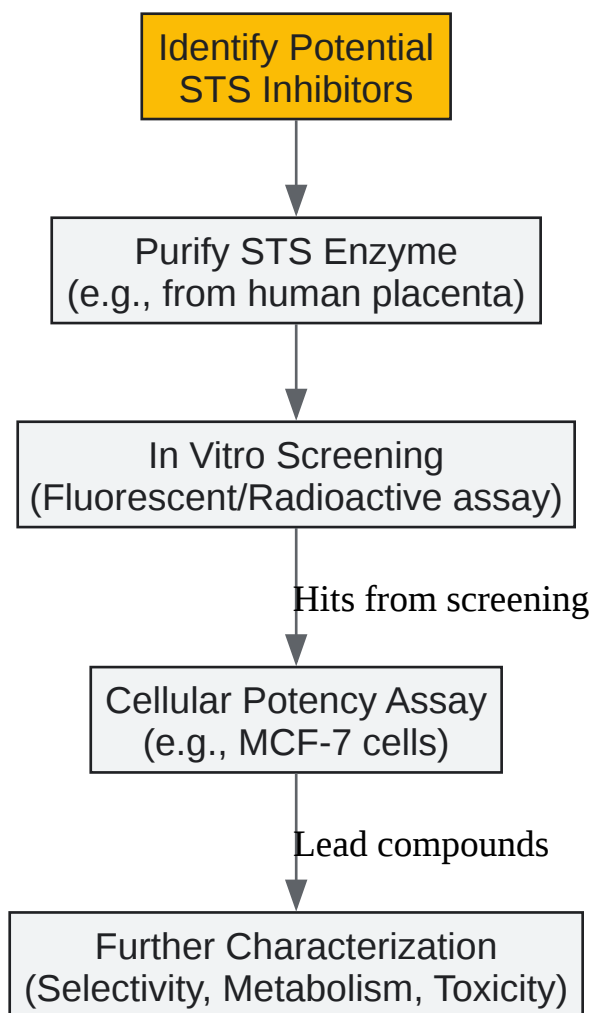 Identify Potential
STS Inhibitors
Purify STS Enzyme
(e.g., from human placenta)
In Vitro Screening
(Fluorescent/Radioactive assay)
Hits from screening
Cellular Potency Assay
(e.g., MCF-7 cells)
Lead compounds
Further Characterization
(Selectivity, Metabolism, Toxicity)